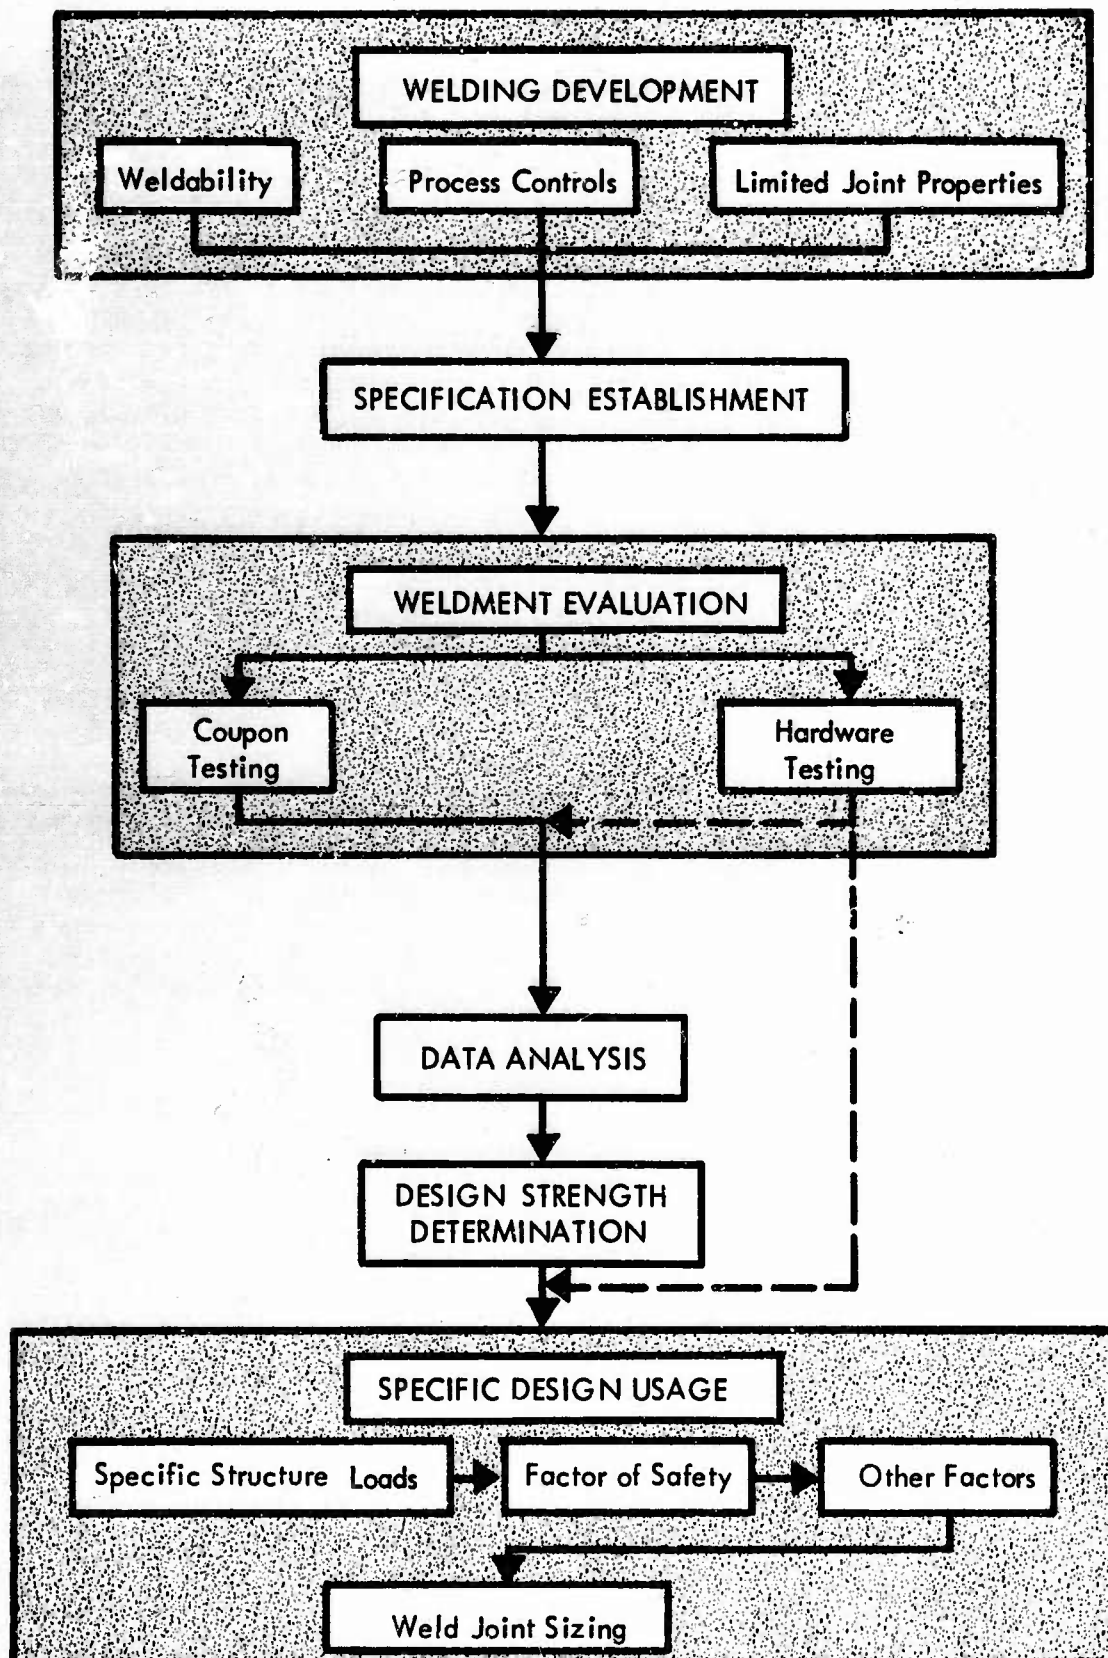 WELDING DEVELOPMENT
Weldability
Process Controls
Limited Joint Properties
SPECIFICATION ESTABLISHMENT
WELDMENT EVALUATION
Coupon
Testing
Hardware
Testing
DATA ANALYSIS
DESIGN STRENGTH
DETERMINATION
SPECIFIC DESIGN USAGE
Specific Structure Loads
Factor of Safety
Other Factors
Weld Joint Sizing